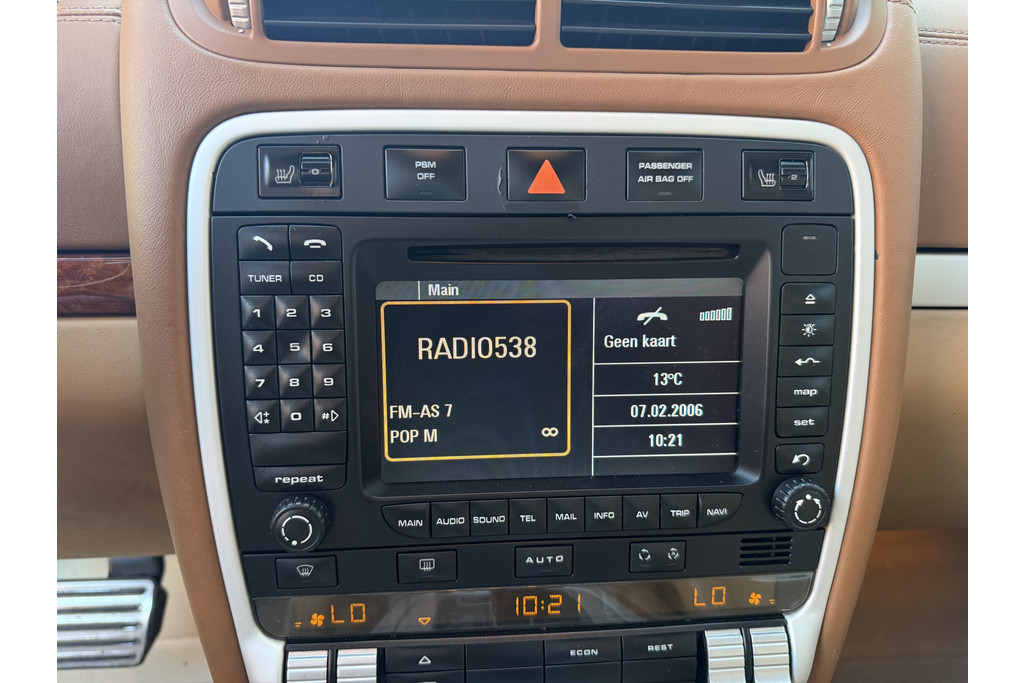 0
PSM
OFF
PASSENGER
AIR BAG OFF
2
TUNER
CD
1 2 3
4 5 6
7 8 9
*
0
#
repeat
Main
RADIO538
FM-AS 7
POP M
∞
Geen kaart
13°C
07.02.2006
10:21
map
set
MAIN
AUDIO
SOUND
TEL
MAIL
INFO
AV
TRIP
NAVI
AUTO
LO
10:21
LO
ECON
REST